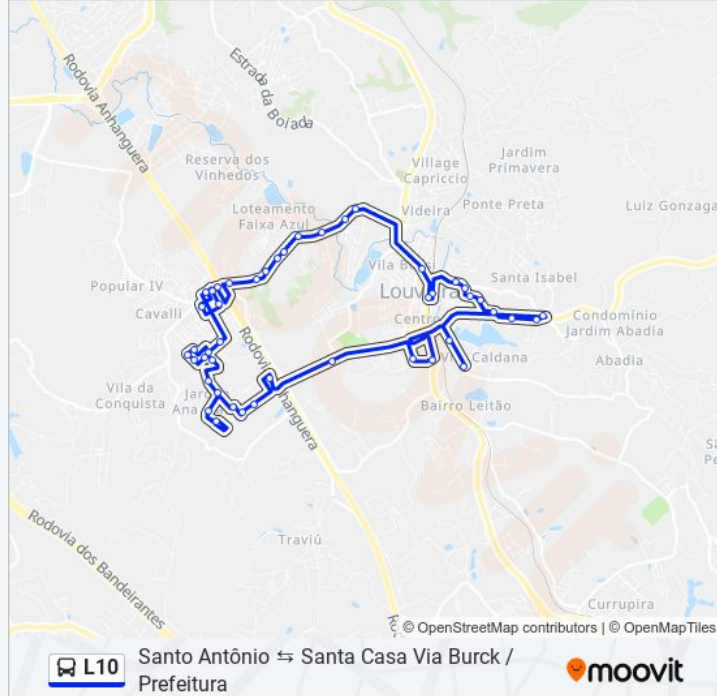 Rodovia Anhanguera
Estrada da Boiada
Reserva dos
Vinhedos
Village
Capriccio
Jardim
Primavera
Loteamento
Faixa Azul
Videira
Ponte Preta
Luiz Gonzaga
Santa Isabel
Popular IV
Cavalli
Centro
Condomínio
Jardim Abadia
Rodovia Anhanguera
Caldana
Abadia
Vila da
Conquista
Bairro Leitão
Traviú
Rodovia dos Bandeirantes
Currupira
© OpenStreetMap contributors | © OpenMapTiles
L10
Santo Antônio ⇆ Santa Casa Via Burck /
Prefeitura
moovit